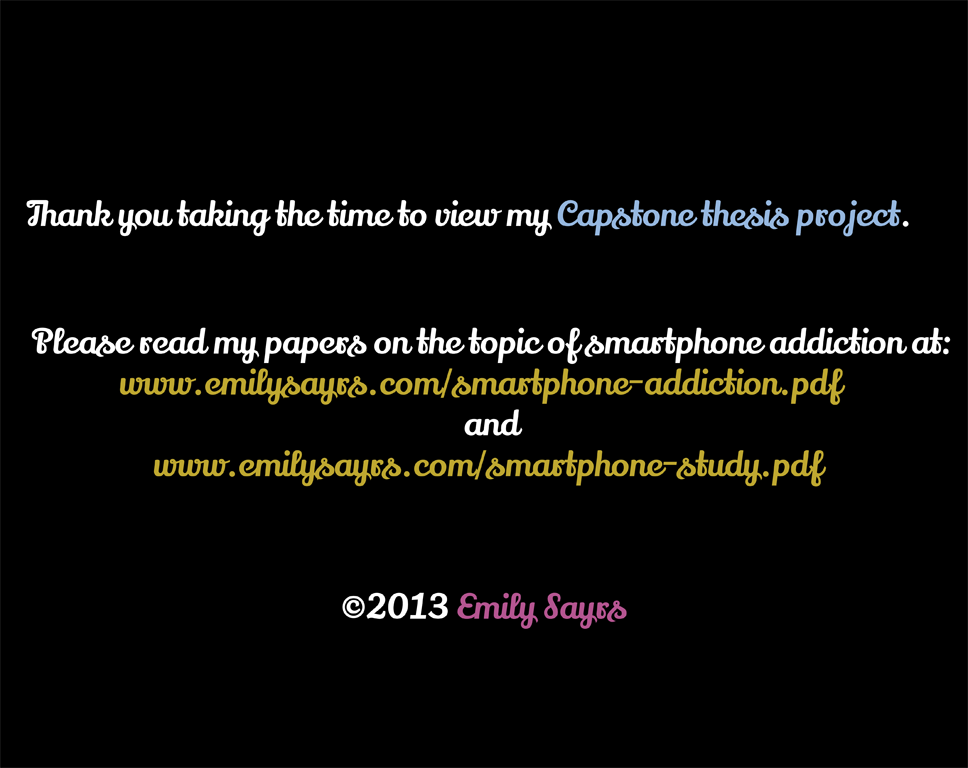 Thank you taking the time to view my Capstone thesis project.
Please read my papers on the topic of smartphone addiction at:
www.emilysayrs.com/smartphone-addiction.pdf
and
www.emilysayrs.com/smartphone-study.pdf
©2013 Emily Sayrs